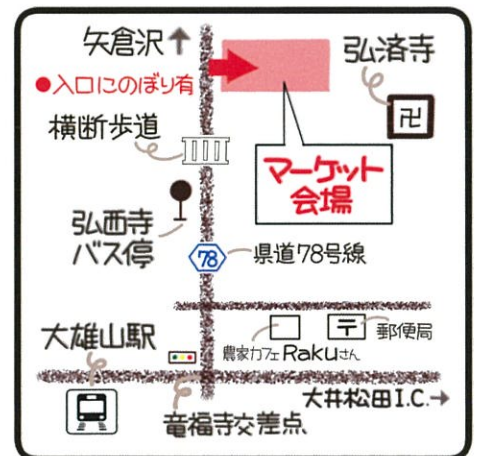 矢倉沢↑
弘済寺
●入口にのぼり有
卍
横断歩道
マーケット
会場
弘西寺
バス停
78
県道78号線
大雄山駅
農家カフェ Rakuさん
〒
郵便局
大井松田I.C.→
竜福寺交差点